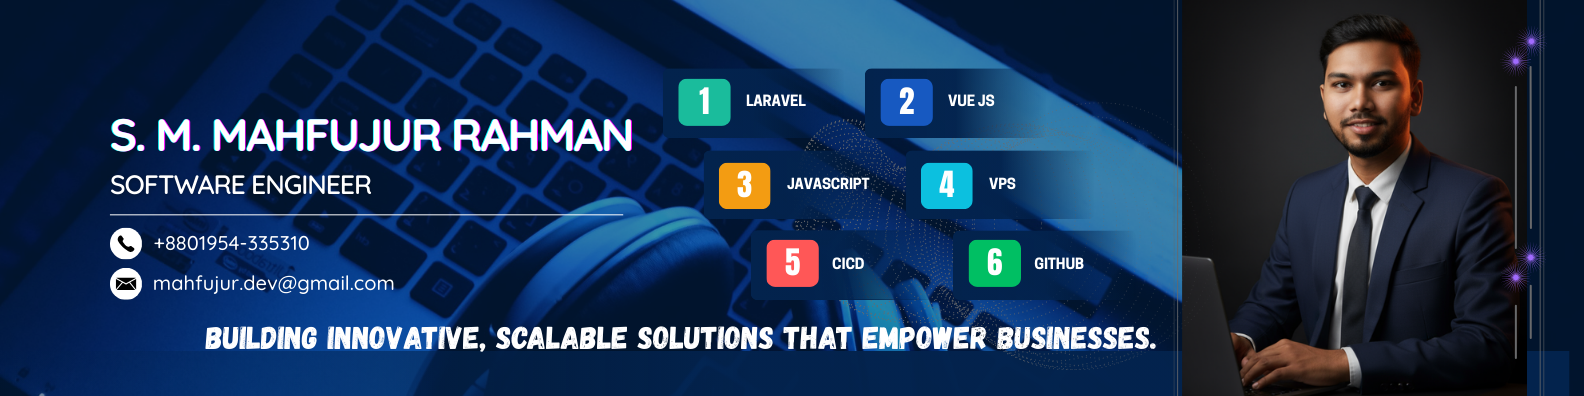 S. M. MAHFUJUR RAHMAN
SOFTWARE ENGINEER
+8801954-335310
mahfujur.dev@gmail.com
1 LARAVEL
2 VUE JS
3 JAVASCRIPT
4 VPS
5 CICD
6 GITHUB
BUILDING INNOVATIVE, SCALABLE SOLUTIONS THAT EMPOWER BUSINESSES.